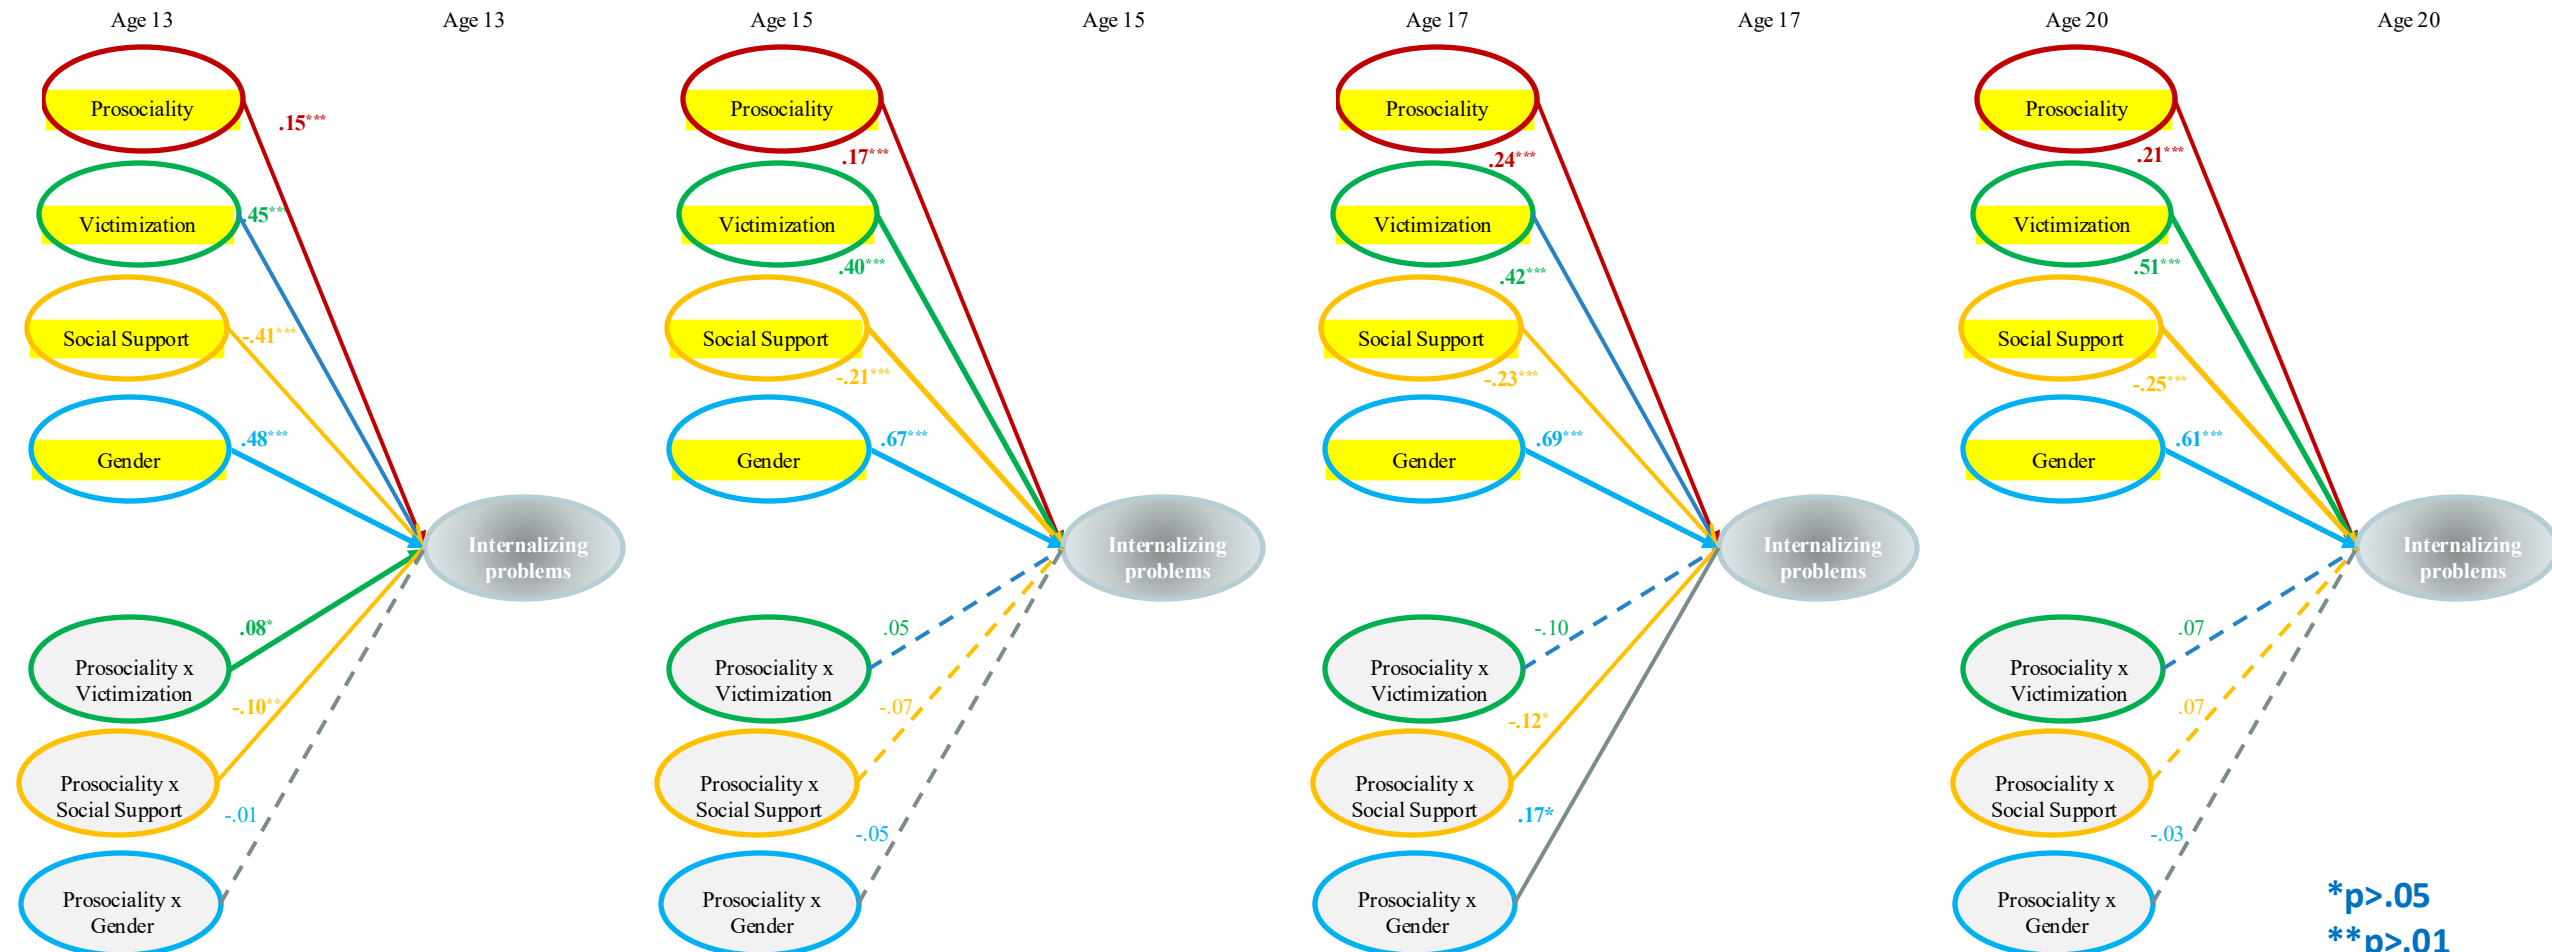 Age 13
Age 13
Age 15
Age 15
Age 17
Age 17
Age 20
Age 20
Prosociality
.15***
Victimization
.45***
Social Support
-.41***
Gender
.48***
Internalizing
problems
Prosociality x
Victimization
.08*
Prosociality x
Social Support
-.10**
Prosociality x
Gender
-.01
Prosociality
.17***
Victimization
.40***
Social Support
-.21***
Gender
.67***
Internalizing
problems
Prosociality x
Victimization
.05
Prosociality x
Social Support
-.07
Prosociality x
Gender
-.05
Prosociality
.24***
Victimization
.42***
Social Support
-.23***
Gender
.69***
Internalizing
problems
Prosociality x
Victimization
-.10
Prosociality x
Social Support
-.12*
Prosociality x
Gender
.17*
Prosociality
.21***
Victimization
.51***
Social Support
-.25***
Gender
.61***
Internalizing
problems
Prosociality x
Victimization
.07
Prosociality x
Social Support
.07
Prosociality x
Gender
-.03
*p>.05
**p>.01